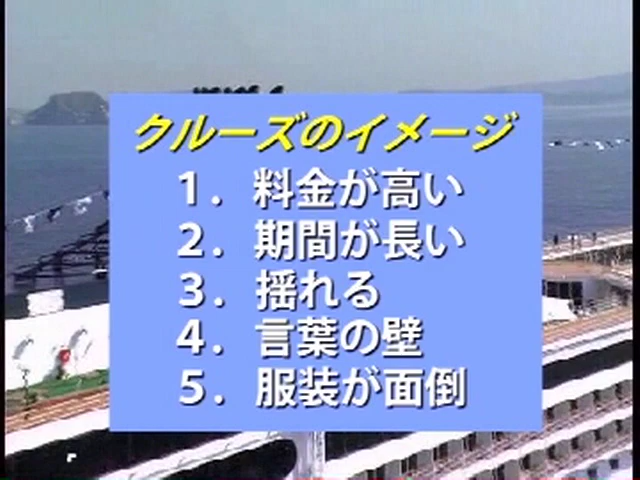 クルーズのイメージ
１．料金が高い
２．期間が長い
３．揺れる
４．言葉の壁
５．服装が面倒